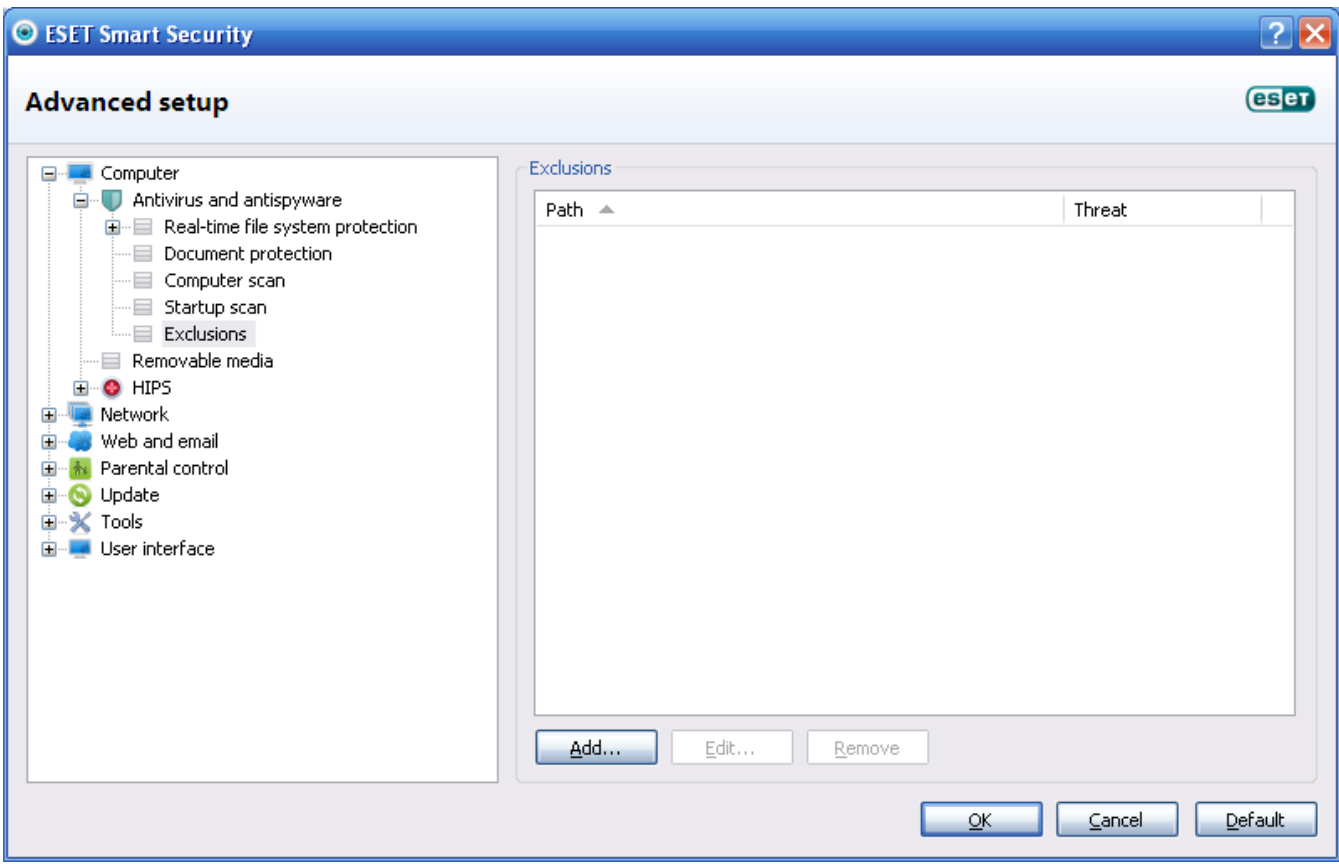 ESET Smart Security
?
Advanced setup
eseT
Computer
Antivirus and antispyware
Real-time file system protection
Document protection
Computer scan
Startup scan
Exclusions
Removable media
HIPS
Network
Web and email
Parental control
Update
Tools
User interface
Exclusions
Path
Threat
Add...
Edit...
Remove
OK
Cancel
Default